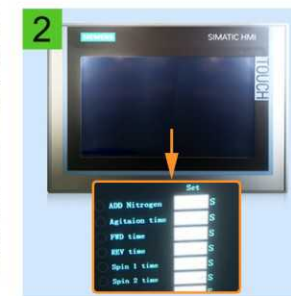 2
SIEMENS
SIMATIC HMI
TOUCH
Set
ADD Nitrogen S
Agitaion time S
FWD time S
REV time S
Spin 1 time S
Spin 2 time S